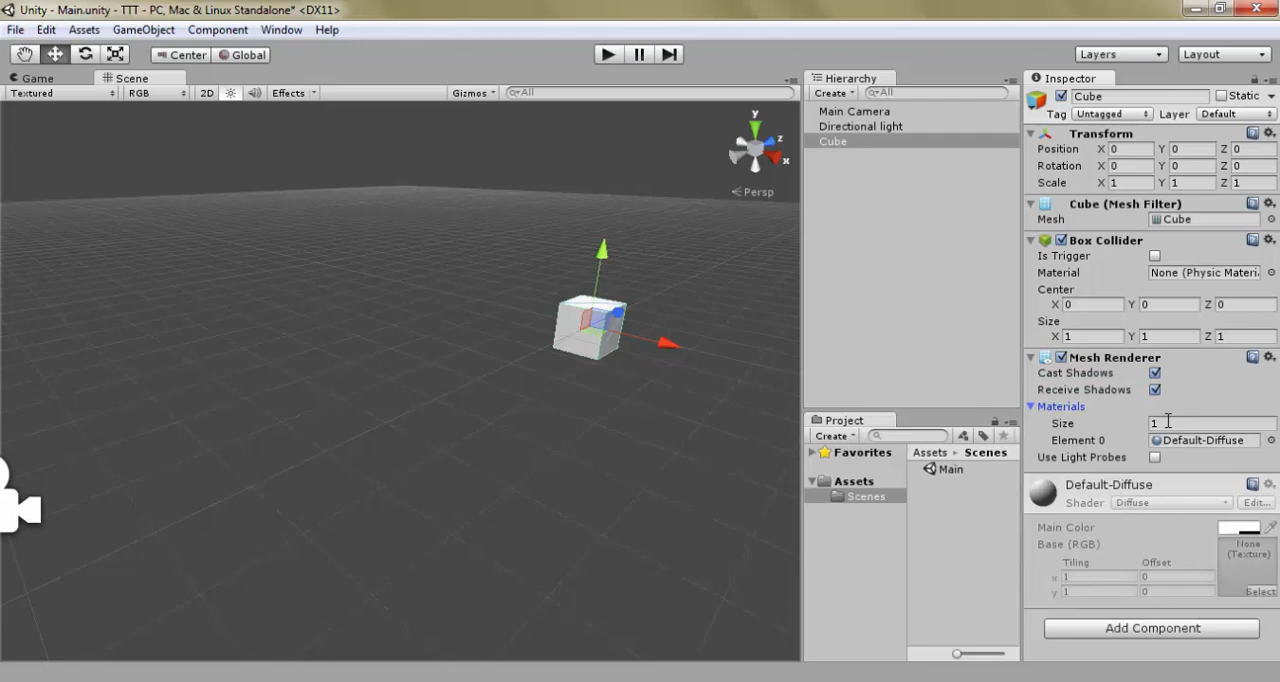 Unity - Main.unity - TTT - PC, Mac & Linux Standalone* <DX11>
File Edit Assets GameObject Component Window Help
Center Global Layers Layout
Game Scene
Textured RGB 2D Effects Gizmos All
y
z
x
Persp
Hierarchy
Create All
Main Camera
Directional light
Cube
Project
Create
Favorites
Assets
Scenes
Assets Scenes
Main
Inspector
Cube Static
Tag Untagged Layer Default
Transform
Position X 0 Y 0 Z 0
Rotation X 0 Y 0 Z 0
Scale X 1 Y 1 Z 1
Cube (Mesh Filter)
Mesh Cube
Box Collider
Is Trigger
Material None (Physic Materi
Center
X 0 Y 0 Z 0
Size
X 1 Y 1 Z 1
Mesh Renderer
Cast Shadows
Receive Shadows
Materials
Size 1
Element 0 Default-Diffuse
Use Light Probes
Default-Diffuse
Shader Diffuse Edit...
Main Color
Base (RGB) None
(Texture)
Tiling Offset
x 1 0
y 1 0
Select
Add Component